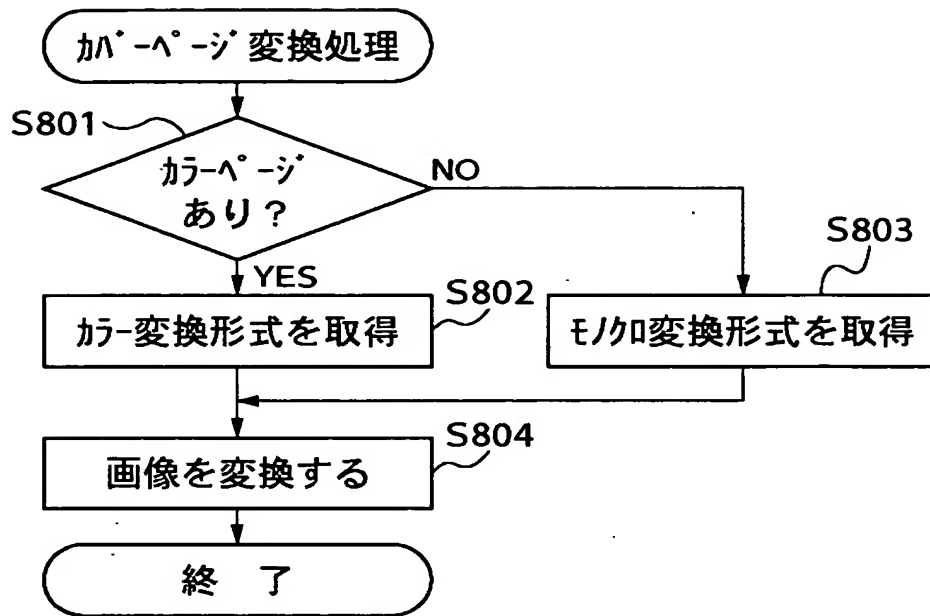 ｶﾊﾞｰﾍﾟｰｼﾞ変換処理
S801
ｶﾗｰﾍﾟｰｼﾞ
あり？
NO
YES
S802
S803
ｶﾗｰ変換形式を取得
ﾓﾉｸﾛ変換形式を取得
S804
画像を変換する
終 了